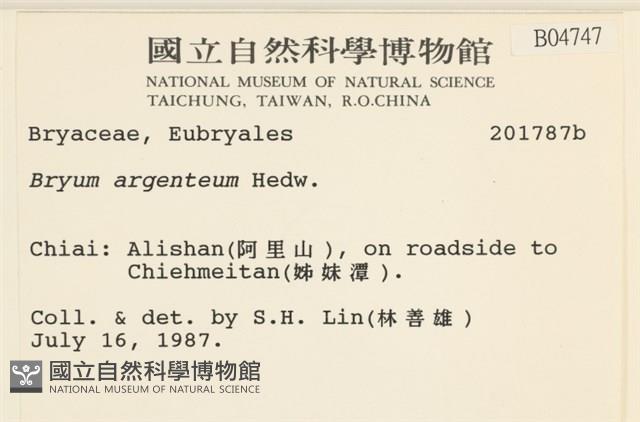 國立自然科學博物館
B04747
NATIONAL MUSEUM OF NATURAL SCIENCE
TAICHUNG, TAIWAN, R.O.CHINA
Bryaceae, Eubryales 201787b
Bryum argenteum Hedw.
Chiai: Alishan(阿里山), on roadside to
Chiehmeitan(姊妹潭).
Coll. & det. by S.H. Lin(林善雄)
July 16, 1987.
國立自然科學博物館
NATIONAL MUSEUM OF NATURAL SCIENCE